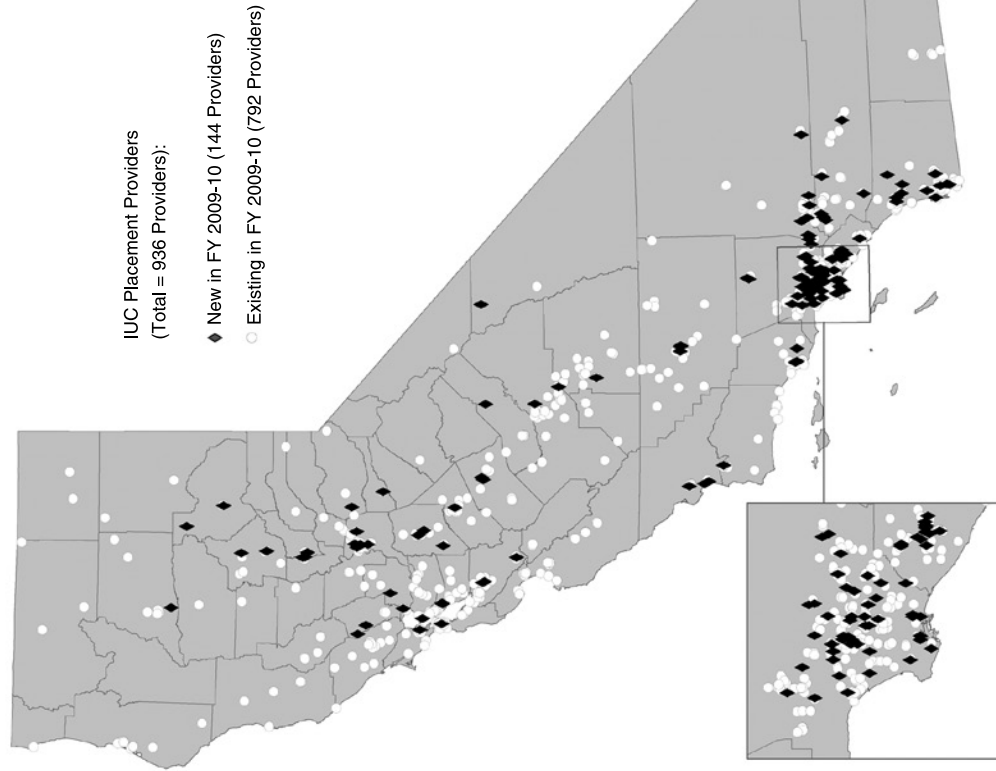 IUC Placement Providers
(Total = 936 Providers):
New in FY 2009-10 (144 Providers)
Existing in FY 2009-10 (792 Providers)